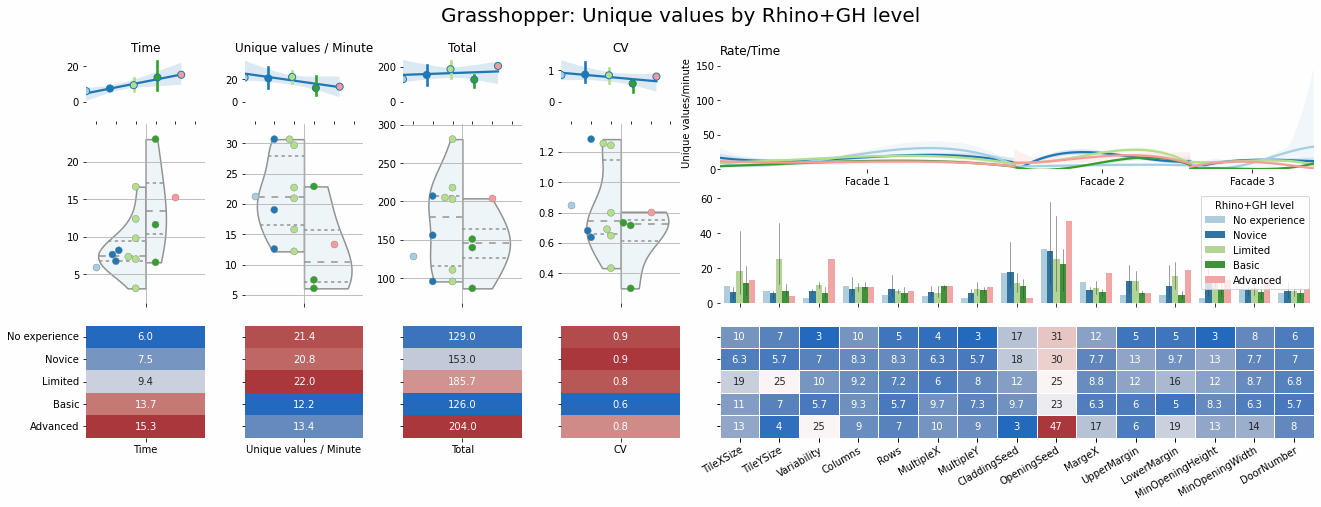 Grasshopper: Unique values by Rhino+GH level
Time
Unique values / Minute
Total
CV
Rate/Time
20
0
20
0
200
0
1
0
Unique values/minute
150
100
50
0
Facade 1
Facade 2
Facade 3
20
15
10
5
30
25
20
15
10
5
300
250
200
150
100
1.2
1.0
0.8
0.6
0.4
60
40
20
0
Rhino+GH level
No experience
Novice
Limited
Basic
Advanced
No experience 6.0 21.4 129.0 0.9 10 7 3 10 5 4 3 17 31 12 5 5 3 8 6
Novice 7.5 20.8 153.0 0.9 6.3 5.7 7 8.3 8.3 6.3 5.7 18 30 7.7 13 9.7 13 7.7 7
Limited 9.4 22.0 185.7 0.8 19 25 10 9.2 7.2 6 8 12 25 8.8 12 16 12 8.7 6.8
Basic 13.7 12.2 126.0 0.6 11 7 5.7 9.3 5.7 9.7 7.3 9.7 23 6.3 6 5 8.3 6.3 5.7
Advanced 15.3 13.4 204.0 0.8 13 4 25 9 7 10 9 3 47 17 6 19 13 14 8
Time
Unique values / Minute
Total
CV
TileXSize
TileYSize
Variability
Columns
Rows
MultipleX
MultipleY
CladdingSeed
OpeningSeed
MargeX
UpperMargin
LowerMargin
MinOpeningHeight
MinOpeningWidth
DoorNumber